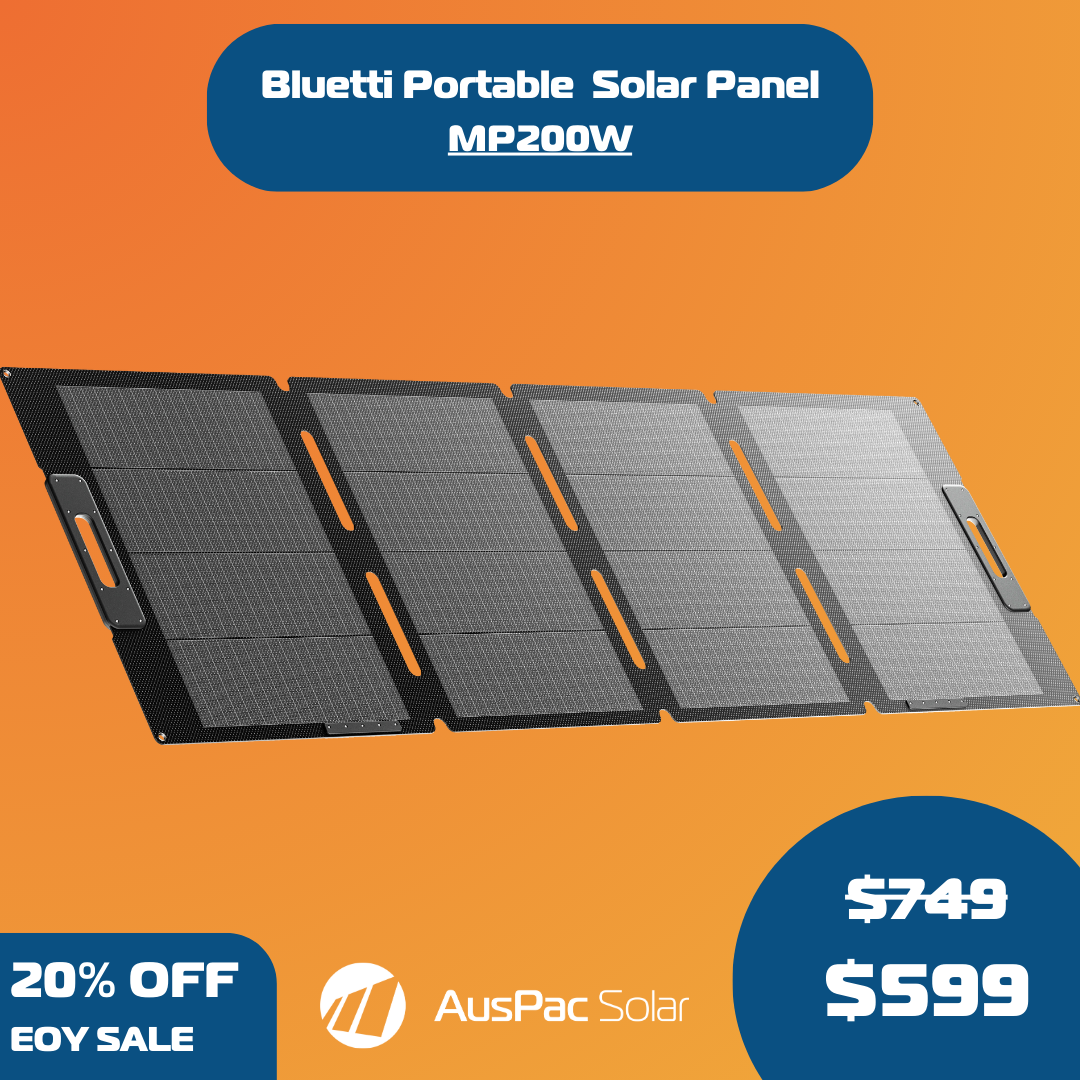 Bluetti Portable Solar Panel
MP200W
$749
$599
20% OFF
EOY SALE
AusPac Solar